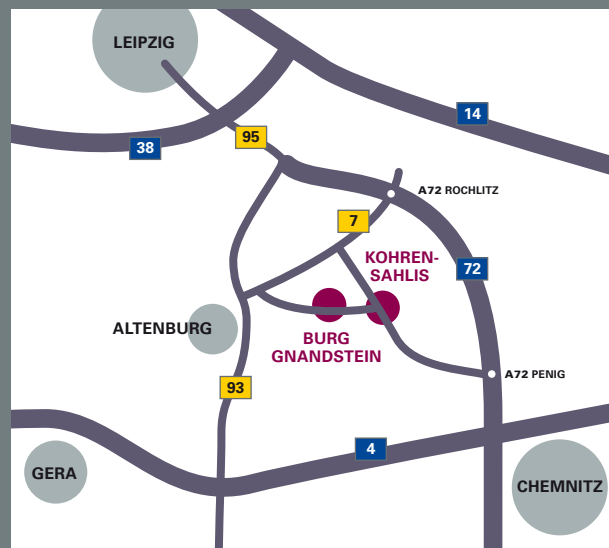 LEIPZIG
14
95
38
A72 ROCHLITZ
7
KOHREN-
SAHLIS
72
ALTENBURG
BURG
GNANDSTEIN
A72 PENIG
93
4
GERA
CHEMNITZ